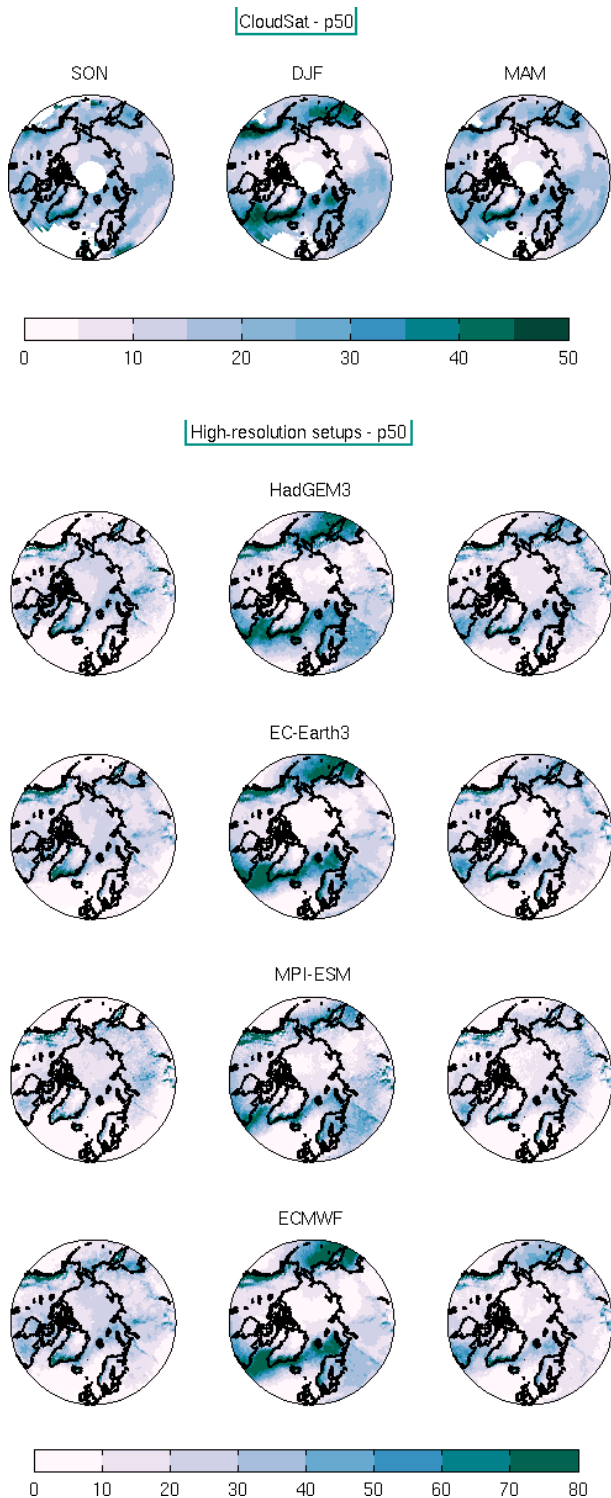 CloudSat - p50
SON DJF MAM
0 10 20 30 40 50
High-resolution setups - p50
HadGEM3
EC-Earth3
MPI-ESM
ECMWF
0 10 20 30 40 50 60 70 80